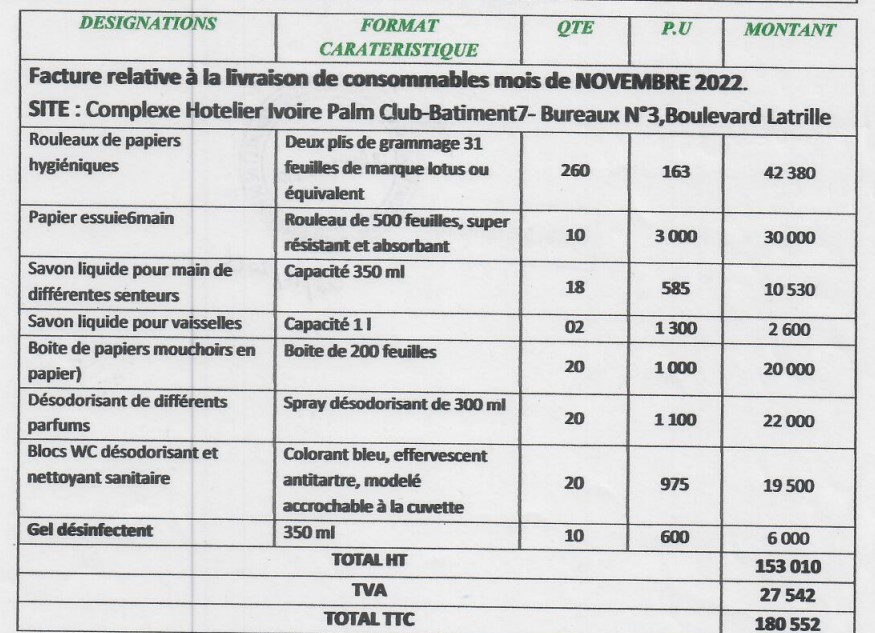 DESIGNATIONS FORMAT CARATERISTIQUE QTE P.U MONTANT
Facture relative à la livraison de consommables mois de NOVEMBRE 2022.
SITE : Complexe Hotelier Ivoire Palm Club-Batiment7- Bureaux N°3,Boulevard Latrille
Rouleaux de papiers
hygiéniques
Deux plis de grammage 31
feuilles de marque lotus ou
équivalent
260 163 42 380
Papier essuie6main
Rouleau de 500 feuilles, super
résistant et absorbant
10 3 000 30 000
Savon liquide pour main de
différentes senteurs
Capacité 350 ml
18 585 10 530
Savon liquide pour vaisselles
Capacité 1 l
02 1 300 2 600
Boite de papiers mouchoirs en
papier)
Boite de 200 feuilles
20 1 000 20 000
Désodorisant de différents
parfums
Spray désodorisant de 300 ml
20 1 100 22 000
Blocs WC désodorisant et
nettoyant sanitaire
Colorant bleu, effervescent
antitartre, modelé
accrochable à la cuvette
20 975 19 500
Gel désinfectent
350 ml
10 600 6 000
TOTAL HT 153 010
TVA 27 542
TOTAL TTC 180 552